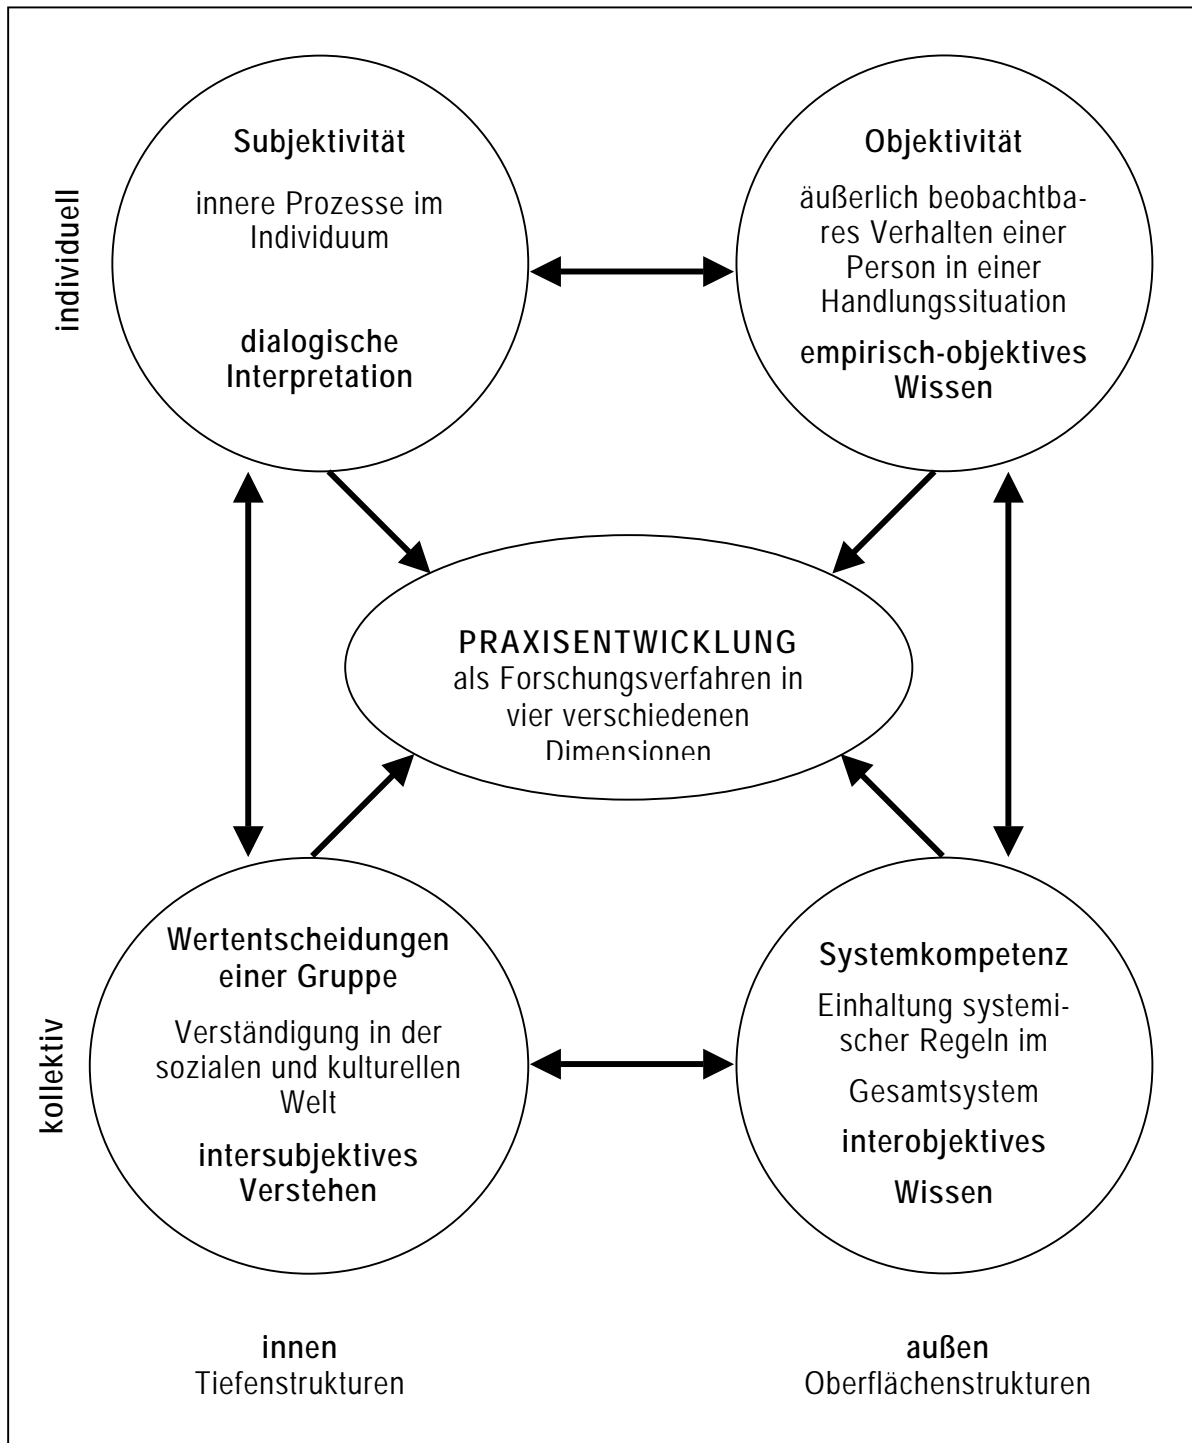 individuell
Subjektivität
innere Prozesse im
Individuum
dialogische
Interpretation
Objektivität
äußerlich beobachtba-
res Verhalten einer
Person in einer
Handlungssituation
empirisch-objektives
Wissen
PRAXISENTWICKLUNG
als Forschungsverfahren in
vier verschiedenen
Dimensionen
kollektiv
Wertentscheidungen
einer Gruppe
Verständigung in der
sozialen und kulturellen
Welt
intersubjektives
Verstehen
Systemkompetenz
Einhaltung systemi-
scher Regeln im
Gesamtsystem
interobjektives
Wissen
innen
Tiefenstrukturen
außen
Oberflächenstrukturen